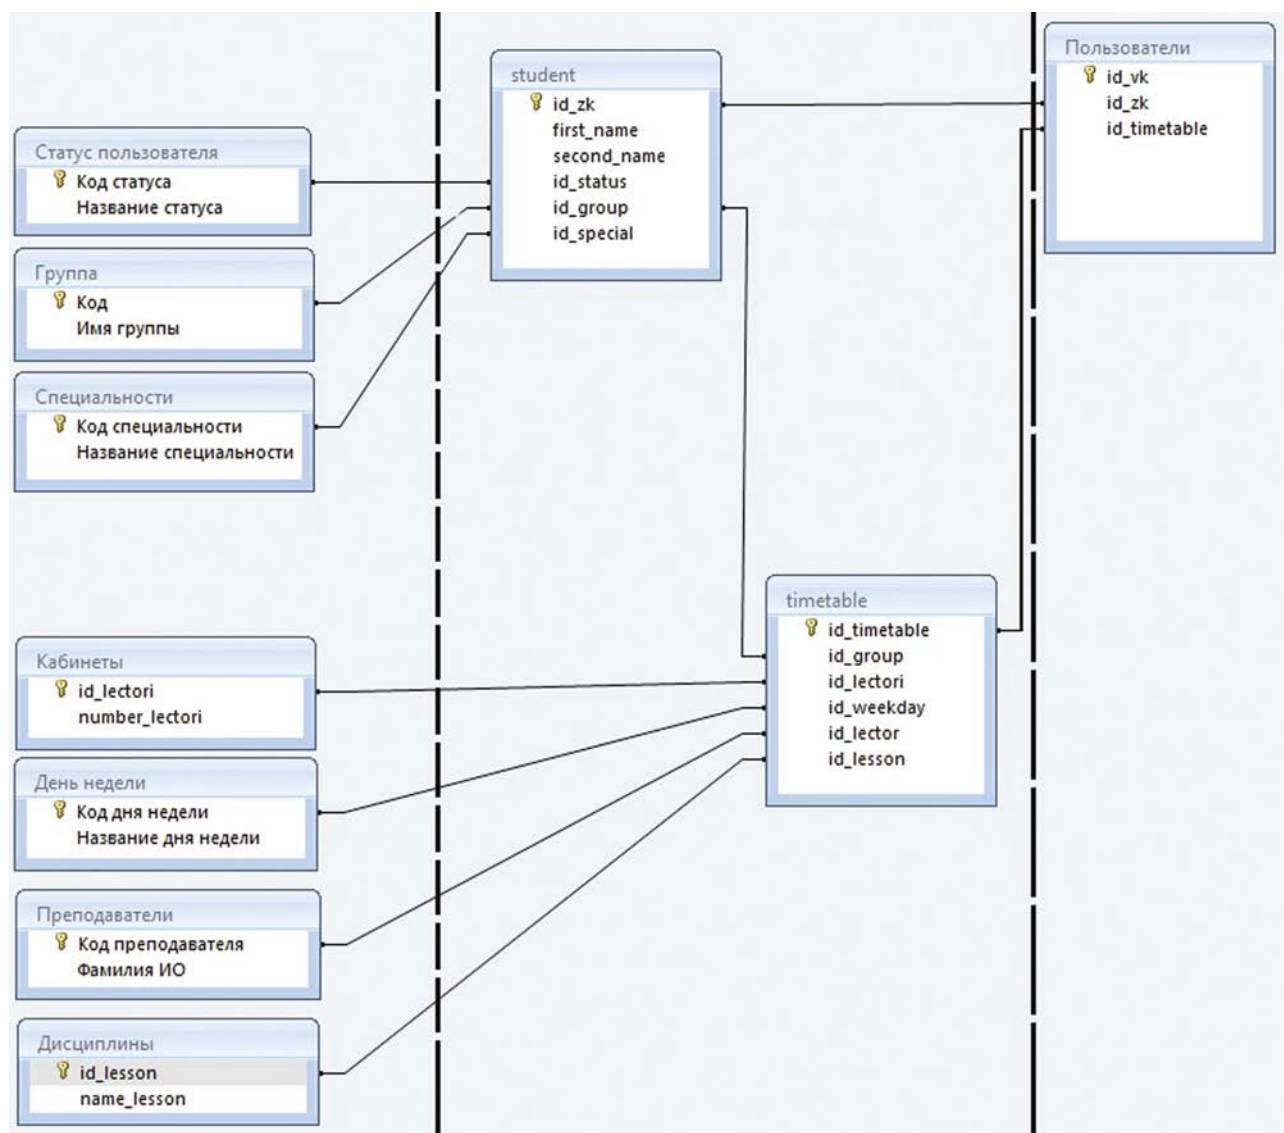 Статус пользователя
Код статуса
Название статуса
Группа
Код
Имя группы
Специальности
Код специальности
Название специальности
Кабинеты
id_lectori
number_lectori
День недели
Код дня недели
Название дня недели
Преподаватели
Код преподавателя
Фамилия ИО
Дисциплины
id_lesson
name_lesson
student
id_zk
first_name
second_name
id_status
id_group
id_special
timetable
id_timetable
id_group
id_lectori
id_weekday
id_lector
id_lesson
Пользователи
id_vk
id_zk
id_timetable